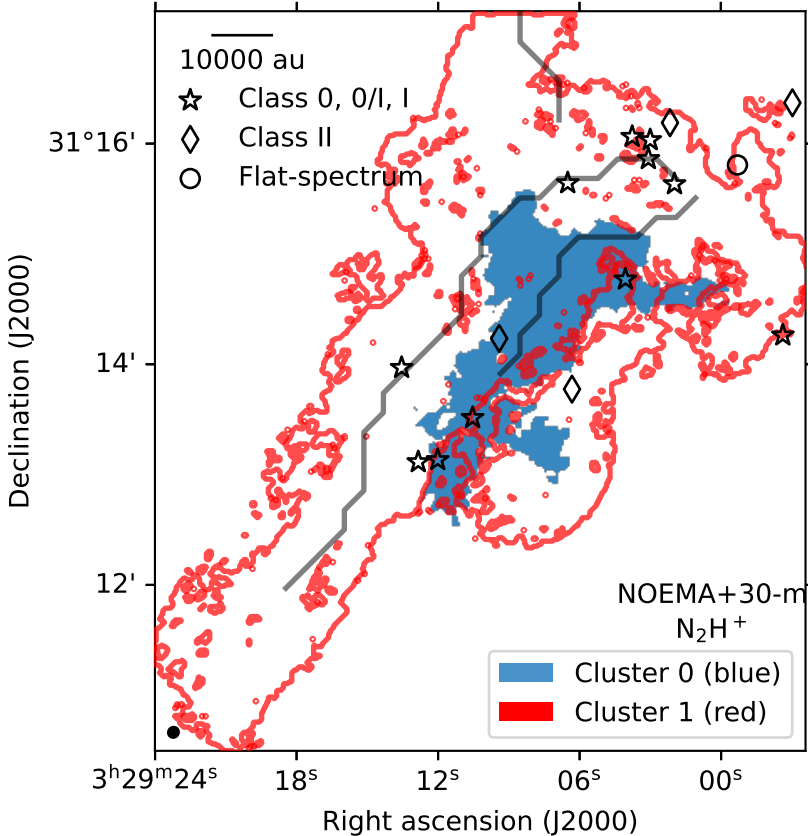 10000 au
Class 0, 0/I, I
Class II
Flat-spectrum
31°16'
14'
12'
Declination (J2000)
NOEMA+30-m
N₂H⁺
Cluster 0 (blue)
Cluster 1 (red)
3ʰ29ᵐ24ˢ
18ˢ
12ˢ
06ˢ
00ˢ
Right ascension (J2000)